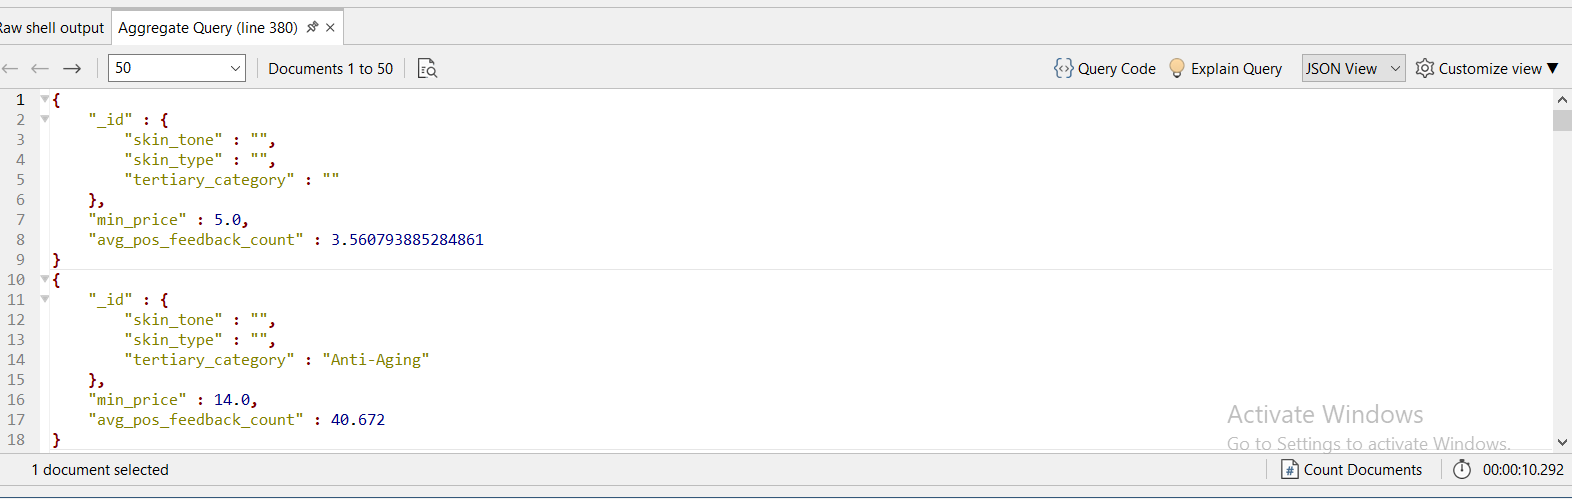 Raw shell output Aggregate Query (line 380)
50 Documents 1 to 50 Query Code Explain Query JSON View Customize view
1 {
2 "_id" : {
3 "skin_tone" : "",
4 "skin_type" : "",
5 "tertiary_category" : ""
6 },
7 "min_price" : 5.0,
8 "avg_pos_feedback_count" : 3.560793885284861
9 }
10 {
11 "_id" : {
12 "skin_tone" : "",
13 "skin_type" : "",
14 "tertiary_category" : "Anti-Aging"
15 },
16 "min_price" : 14.0,
17 "avg_pos_feedback_count" : 40.672
18 }
Activate Windows
Go to Settings to activate Windows.
1 document selected Count Documents 00:00:10.292